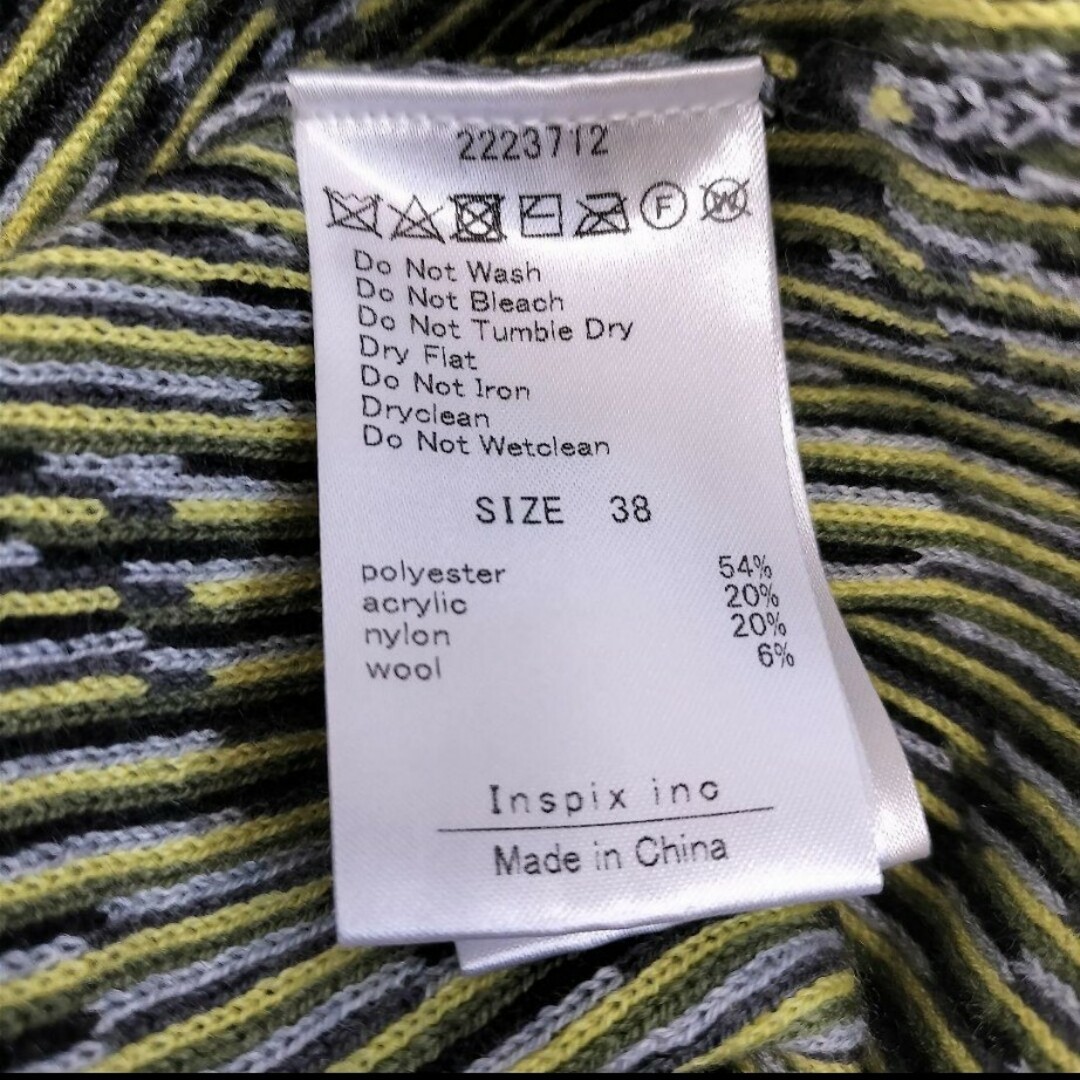 2223712
F W
Do Not Wash
Do Not Bleach
Do Not Tumble Dry
Dry Flat
Do Not Iron
Dryclean
Do Not Wetclean
SIZE 38
polyester 54%
acrylic 20%
nylon 20%
wool 6%
Inspix inc
Made in China